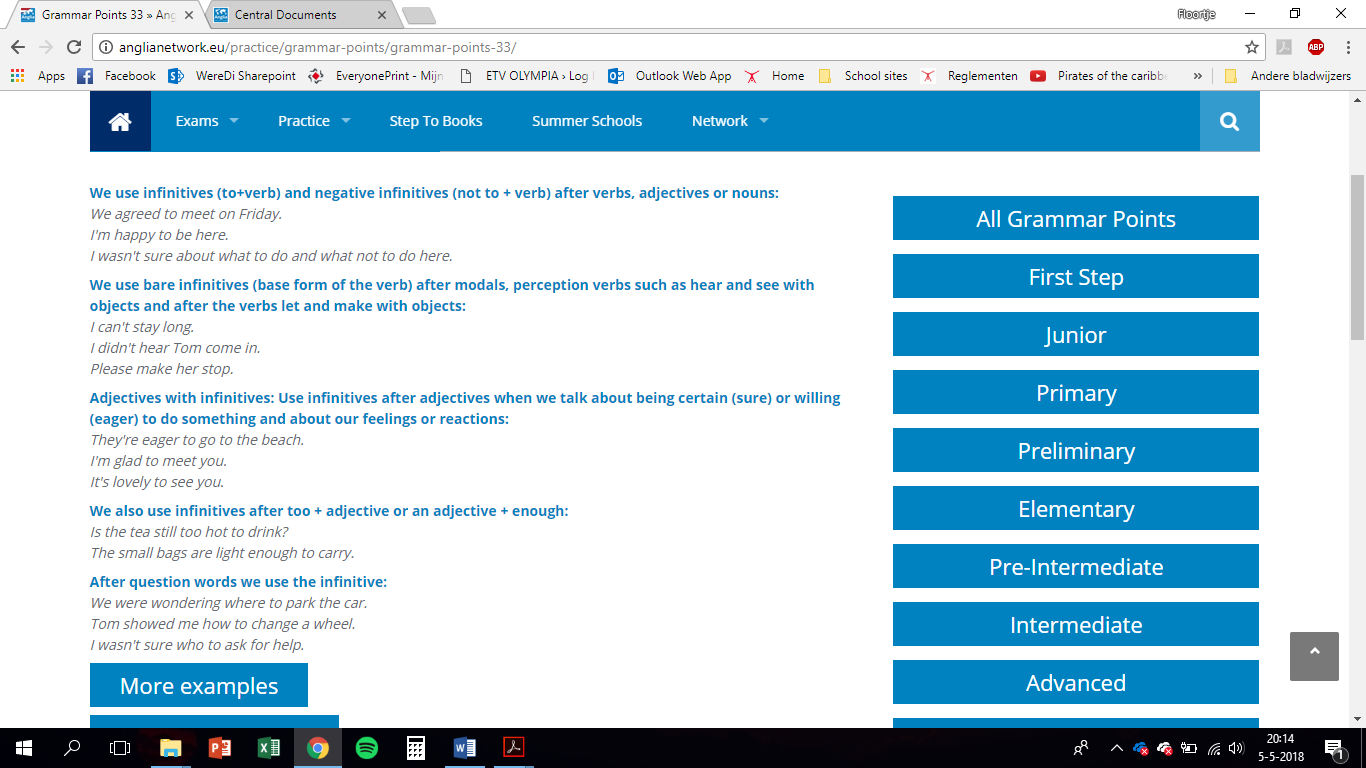 Grammar Points 33 » Ang
Central Documents
Floortje
anglianetwork.eu/practice/grammar-points/grammar-points-33/
ABP
Apps
Facebook
WereDi Sharepoint
EveryonePrint - Mijn
ETV OLYMPIA › Log
Outlook Web App
Home
School sites
Reglementen
Pirates of the caribbe
»
Andere bladwijzers
Exams
Practice
Step To Books
Summer Schools
Network
We use infinitives (to+verb) and negative infinitives (not to + verb) after verbs, adjectives or nouns:
We agreed to meet on Friday.
I'm happy to be here.
I wasn't sure about what to do and what not to do here.
We use bare infinitives (base form of the verb) after modals, perception verbs such as hear and see with
objects and after the verbs let and make with objects:
I can't stay long.
I didn't hear Tom come in.
Please make her stop.
Adjectives with infinitives: Use infinitives after adjectives when we talk about being certain (sure) or willing
(eager) to do something and about our feelings or reactions:
They're eager to go to the beach.
I'm glad to meet you.
It's lovely to see you.
We also use infinitives after too + adjective or an adjective + enough:
Is the tea still too hot to drink?
The small bags are light enough to carry.
After question words we use the infinitive:
We were wondering where to park the car.
Tom showed me how to change a wheel.
I wasn't sure who to ask for help.
More examples
All Grammar Points
First Step
Junior
Primary
Preliminary
Elementary
Pre-Intermediate
Intermediate
Advanced
20:14
5-5-2018
1